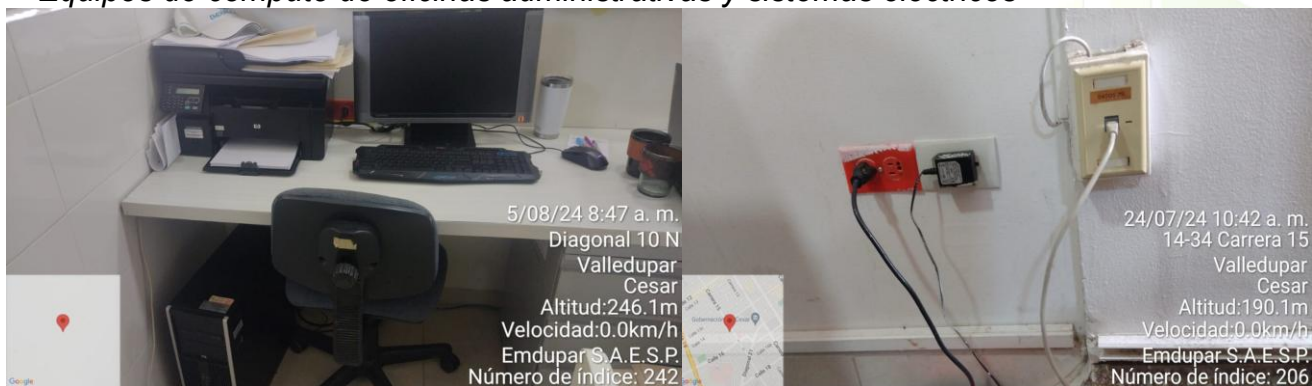 Equipos de cómputo de oficinas administrativas y sistemas eléctricos
5/08/24 8:47 a. m.
Diagonal 10 N
Valledupar
Cesar
Altitud:246.1m
Velocidad:0.0km/h
Emdupar S.A.E.S.P.
Número de índice: 242
Google
24/07/24 10:42 a. m.
14-34 Carrera 15
Valledupar
Cesar
Altitud:190.1m
Velocidad:0.0km/h
Emdupar S.A.E.S.P.
Número de índice: 206
Google